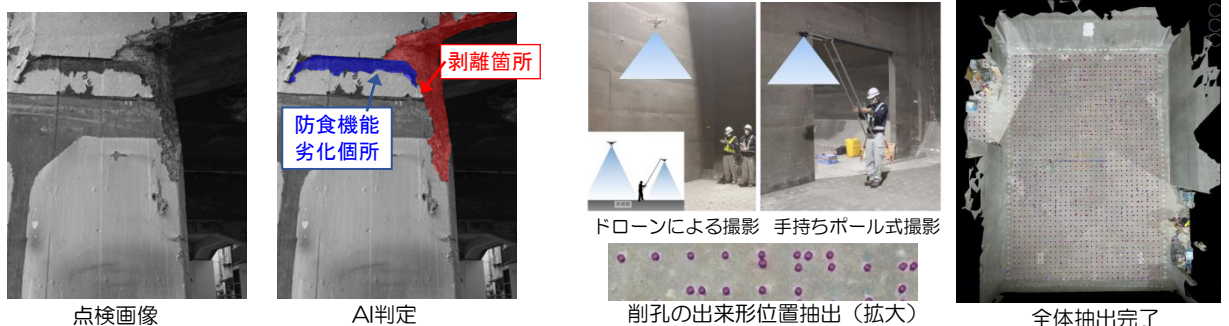 剥離箇所
防食機能
劣化個所
点検画像
AI判定
ドローンによる撮影
手持ちポール式撮影
削孔の出来形位置抽出（拡大）
全体抽出完了